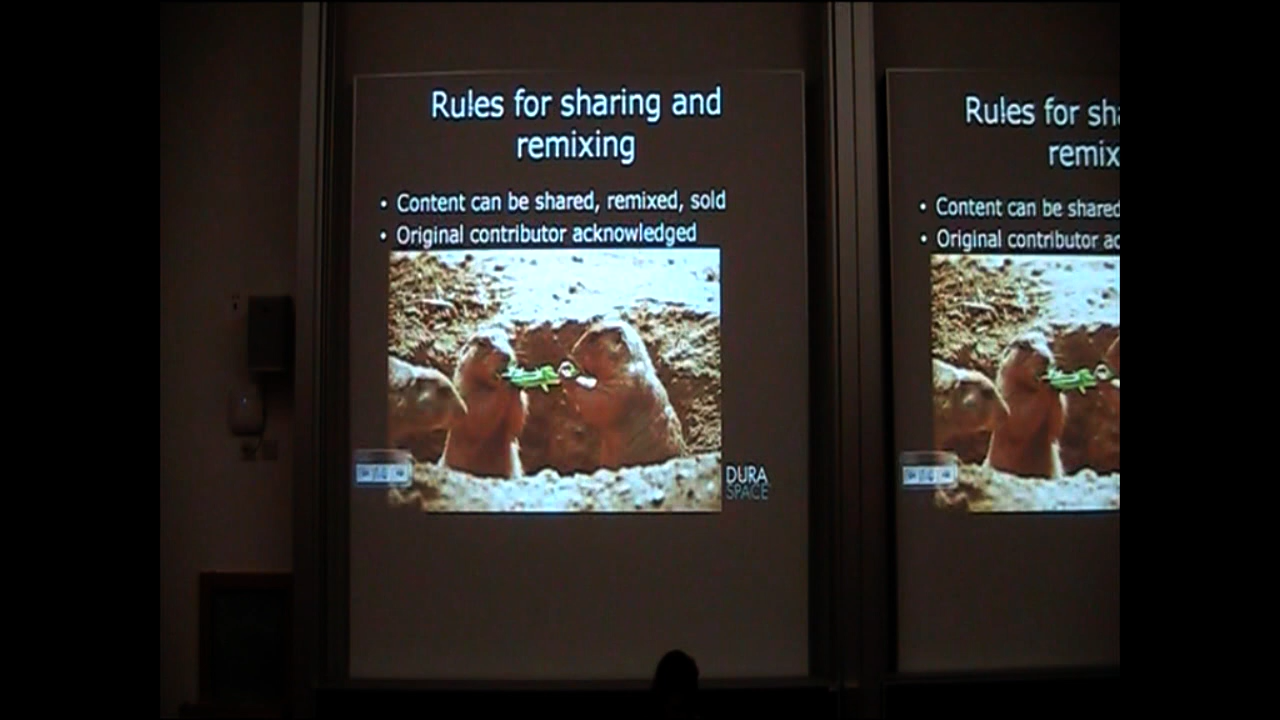 Rules for sharing and
remixing
• Content can be shared, remixed, sold
• Original contributor acknowledged
DURA
SPACE
Rules for sha
remix
• Content can be shared
• Original contributor ac